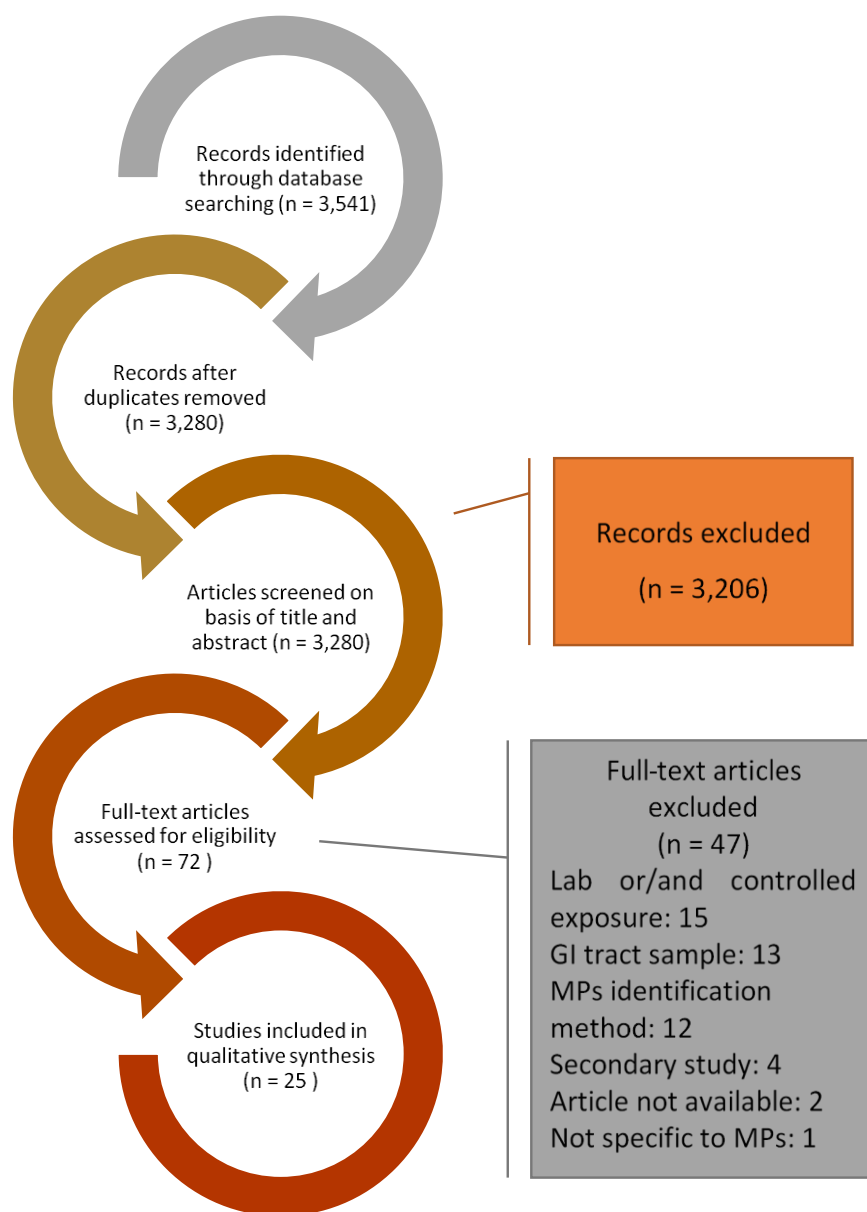 Records identified
through database
searching (n = 3,541)
Records after
duplicates removed
(n = 3,280)
Articles screened on
basis of title and
abstract (n = 3,280)
Records excluded
(n = 3,206)
Full-text articles
assessed for eligibility
(n = 72 )
Full-text articles
excluded
(n = 47)
Lab or/and controlled
exposure: 15
GI tract sample: 13
MPs identification
method: 12
Secondary study: 4
Article not available: 2
Not specific to MPs: 1
Studies included in
qualitative synthesis
(n = 25 )